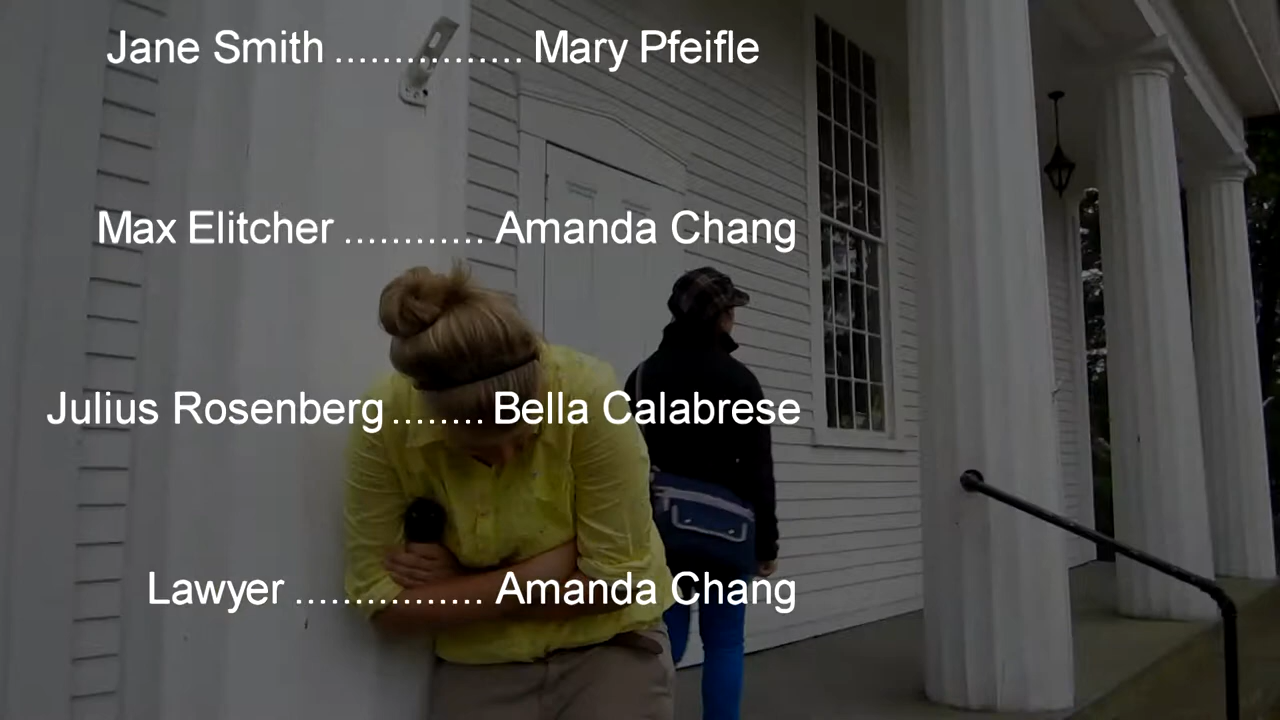 Jane Smith ................ Mary Pfeifle
Max Elitcher ............ Amanda Chang
Julius Rosenberg ........ Bella Calabrese
Lawyer ................ Amanda Chang